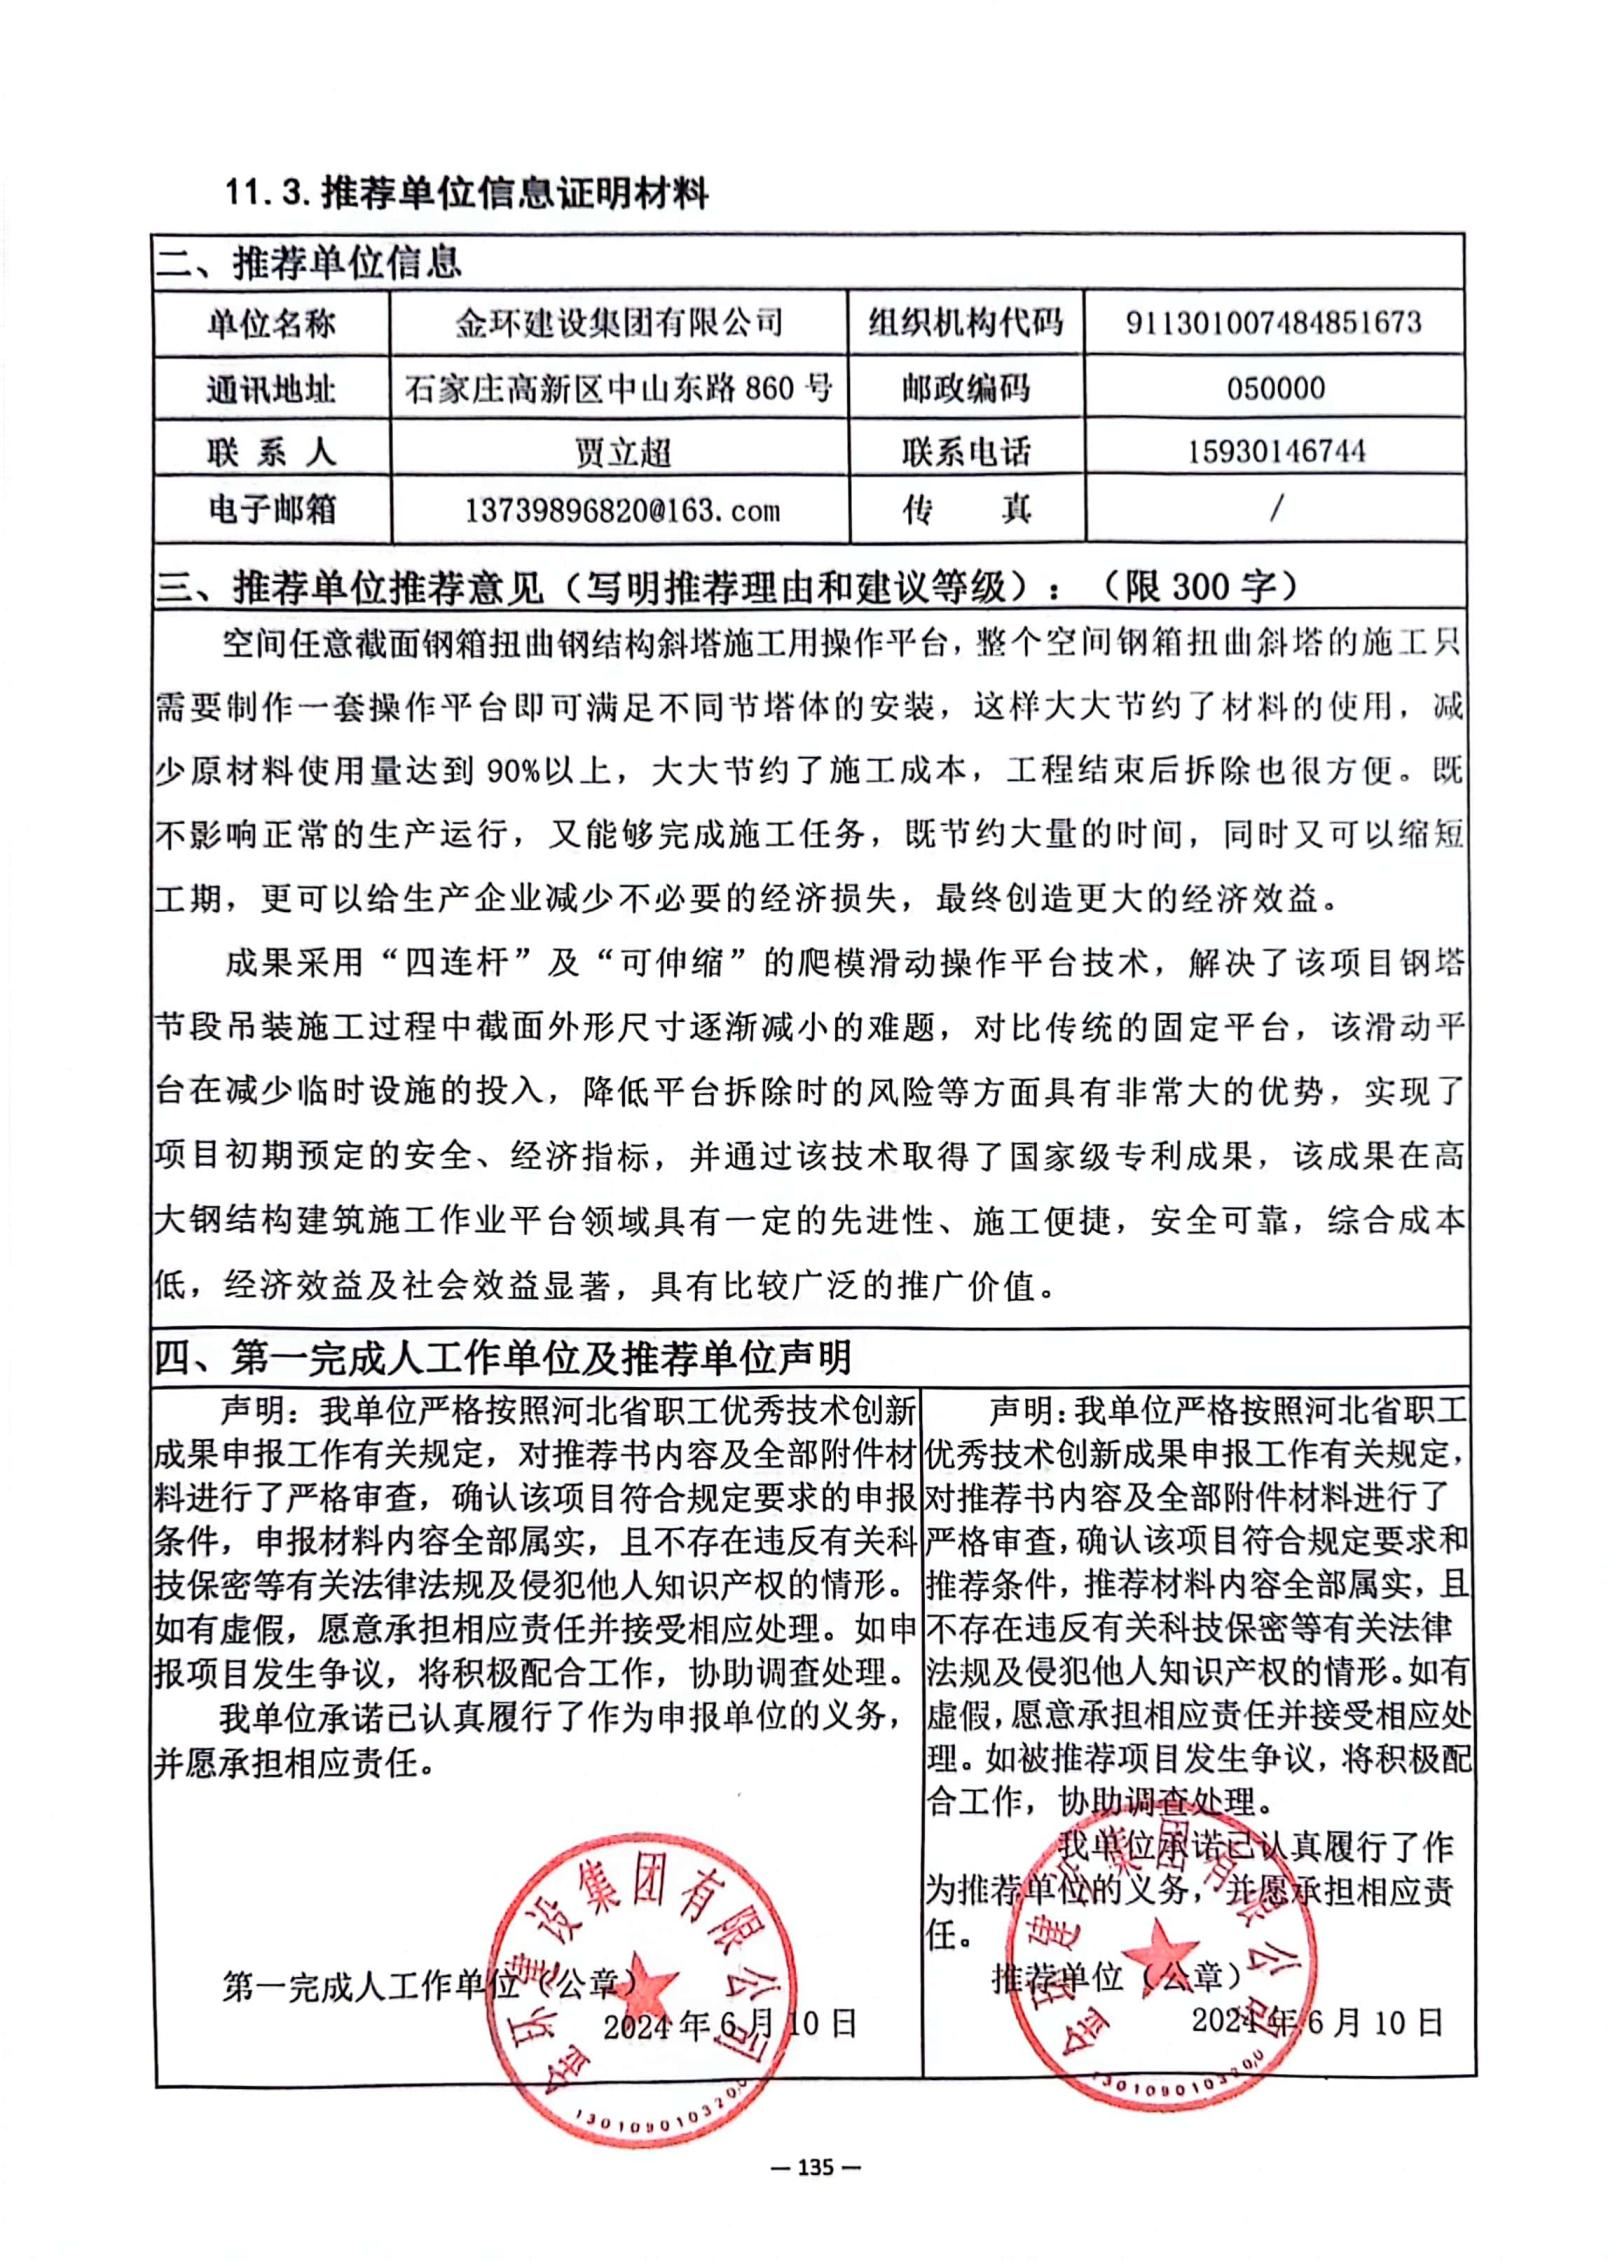 11.3.推荐单位信息证明材料
二、推荐单位信息
单位名称 金环建设集团有限公司 组织机构代码 911301007484851673
通讯地址 石家庄高新区中山东路 860 号 邮政编码 050000
联 系 人 贾立超 联系电话 15930146744
电子邮箱 13739896820@163.com 传 真 /
三、推荐单位推荐意见（写明推荐理由和建议等级）：（限 300 字）
空间任意截面钢箱扭曲钢结构斜塔施工用操作平台，整个空间钢箱扭曲斜塔的施工只
需要制作一套操作平台即可满足不同节塔体的安装，这样大大节约了材料的使用，减
少原材料使用量达到 90%以上，大大节约了施工成本，工程结束后拆除也很方便。既
不影响正常的生产运行，又能够完成施工任务，既节约大量的时间，同时又可以缩短
工期，更可以给生产企业减少不必要的经济损失，最终创造更大的经济效益。
成果采用“四连杆”及“可伸缩”的爬模滑动操作平台技术，解决了该项目钢塔
节段吊装施工过程中截面外形尺寸逐渐减小的难题，对比传统的固定平台，该滑动平
台在减少临时设施的投入，降低平台拆除时的风险等方面具有非常大的优势，实现了
项目初期预定的安全、经济指标，并通过该技术取得了国家级专利成果，该成果在高
大钢结构建筑施工作业平台领域具有一定的先进性、施工便捷，安全可靠，综合成本
低，经济效益及社会效益显著，具有比较广泛的推广价值。
四、第一完成人工作单位及推荐单位声明
声明：我单位严格按照河北省职工优秀技术创新
成果申报工作有关规定，对推荐书内容及全部附件材
料进行了严格审查，确认该项目符合规定要求的申报
条件，申报材料内容全部属实，且不存在违反有关科
技保密等有关法律法规及侵犯他人知识产权的情形。
如有虚假，愿意承担相应责任并接受相应处理。如申
报项目发生争议，将积极配合工作，协助调查处理。
我单位承诺已认真履行了作为申报单位的义务，
并愿承担相应责任。
第一完成人工作单位（公章）
2024 年 6 月 10 日
金环建设集团有限公司
声明：我单位严格按照河北省职工
优秀技术创新成果申报工作有关规定，
对推荐书内容及全部附件材料进行了
严格审查，确认该项目符合规定要求和
推荐条件，推荐材料内容全部属实，且
不存在违反有关科技保密等有关法律
法规及侵犯他人知识产权的情形。如有
虚假，愿意承担相应责任并接受相应处
理。如被推荐项目发生争议，将积极配
合工作，协助调查处理。
我单位承诺已认真履行了作
为推荐单位的义务，并愿承担相应责
任。
推荐单位（公章）
2024 年 6 月 10 日
金环建设集团有限公司
— 135 —